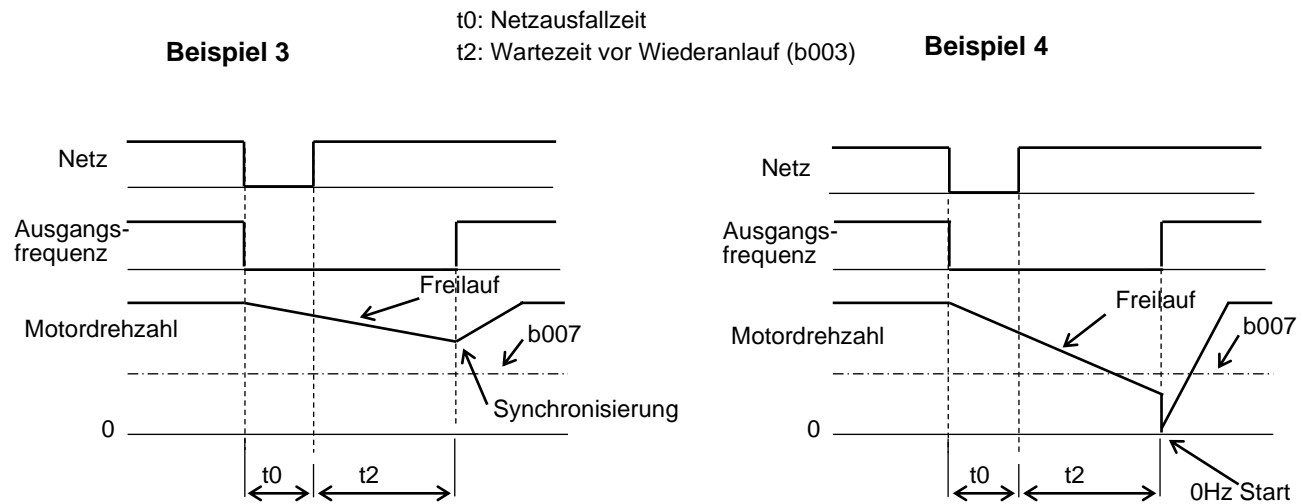 t0: Netzausfallzeit
t2: Wartezeit vor Wiederanlauf (b003)
Beispiel 3
Netz
Ausgangs-
frequenz
Freilauf
Motordrehzahl
b007
Synchronisierung
0
t0
t2
Beispiel 4
Netz
Ausgangs-
frequenz
Freilauf
Motordrehzahl
b007
0
t0
t2
0Hz Start